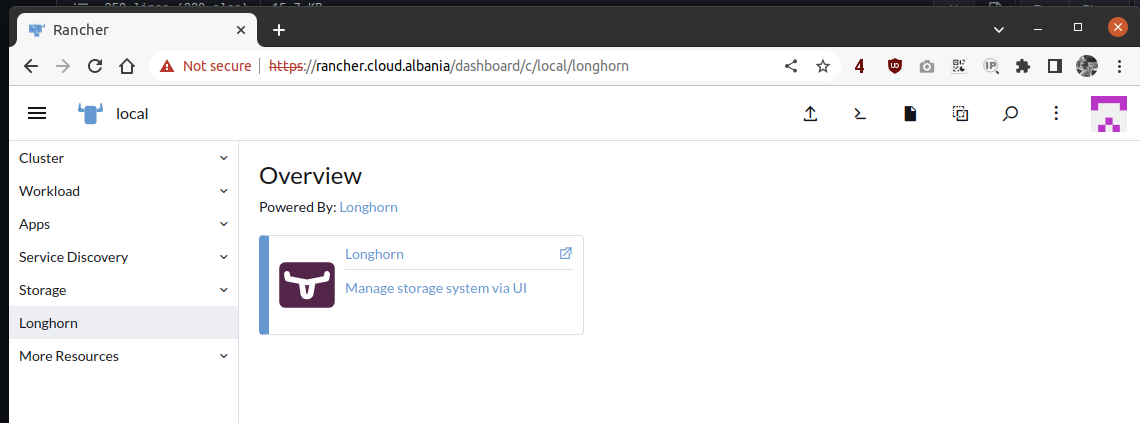 Rancher
Not secure
https://rancher.cloud.albania/dashboard/c/local/longhorn
4
IP
local
Cluster
Workload
Apps
Service Discovery
Storage
Longhorn
More Resources
Overview
Powered By: Longhorn
Longhorn
Manage storage system via UI